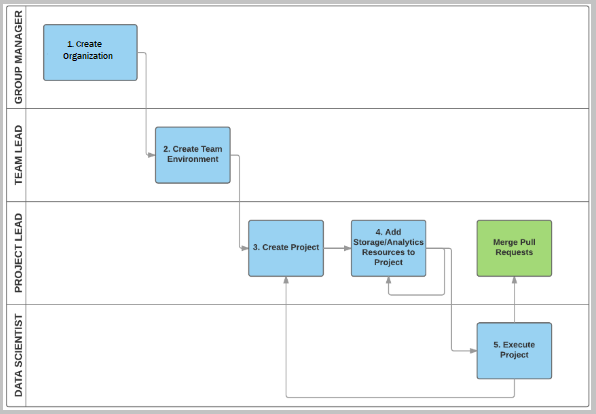 GROUP MANAGER
1. Create
Organization
TEAM LEAD
2. Create Team
Environment
PROJECT LEAD
3. Create Project
4. Add
Storage/Analytics
Resources to
Project
Merge Pull
Requests
DATA SCIENTIST
5. Execute
Project